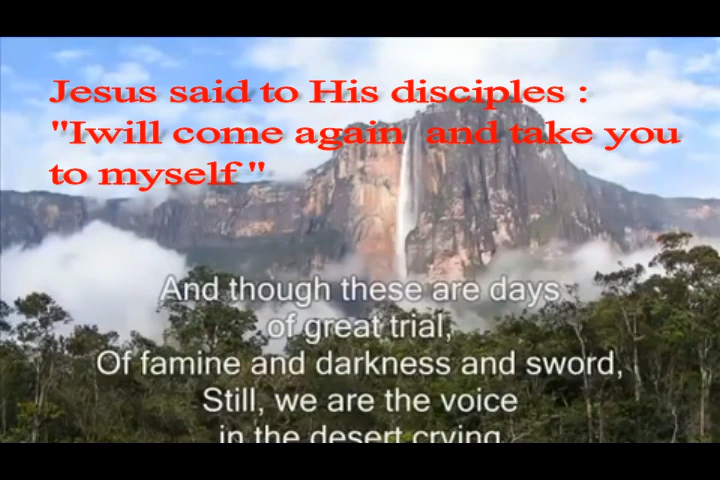 Jesus said to His disciples :
"Iwill come again and take you
to myself "
And though these are days
of great trial,
Of famine and darkness and sword,
Still, we are the voice
in the desert crying